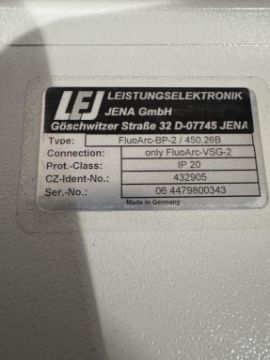 LEJ LEISTUNGSELEKTRONIK
JENA GmbH
Göschwitzer Straße 32 D-07745 JENA
Type: FluoArc-BP-2 / 450.26B
Connection: only FluoArc-VSG-2
Prot.-Class: IP 20
CZ-Ident-No.: 432905
Ser.-No.: 06 4479800343
Made in Germany